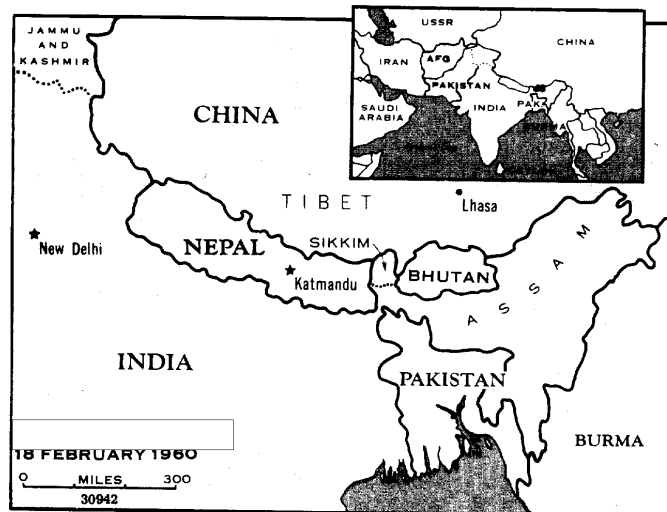 JAMMU
AND
KASHMIR
CHINA
USSR
CHINA
IRAN
AFG
PAKISTAN
SAUDI
ARABIA
INDIA
PAK
BURMA
TIBET
Lhasa
New Delhi
NEPAL
SIKKIM
Katmandu
BHUTAN
ASSAM
INDIA
PAKISTAN
BURMA
18 FEBRUARY 1960
0 MILES 300
30942